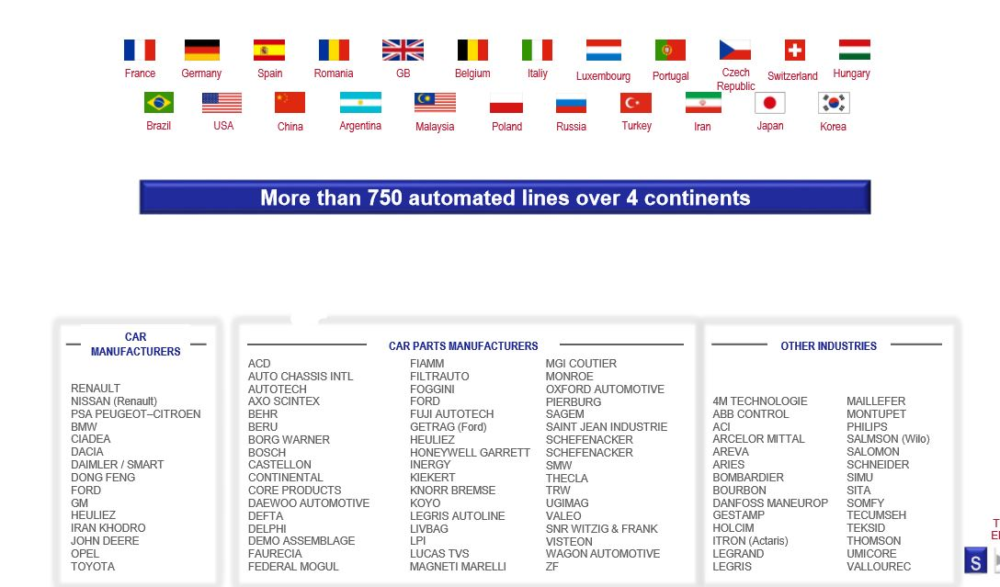 France Germany Spain Romania GB Belgium Italiy Luxembourg Portugal Czech Republic Switzerland Hungary
Brazil USA China Argentina Malaysia Poland Russia Turkey Iran Japan Korea
More than 750 automated lines over 4 continents
CAR
MANUFACTURERS
RENAULT
NISSAN (Renault)
PSA PEUGEOT–CITROEN
BMW
CIADEA
DACIA
DAIMLER / SMART
DONG FENG
FORD
GM
HEULIEZ
IRAN KHODRO
JOHN DEERE
OPEL
TOYOTA
CAR PARTS MANUFACTURERS
ACD
AUTO CHASSIS INTL
AUTOTECH
AXO SCINTEX
BEHR
BERU
BORG WARNER
BOSCH
CASTELLON
CONTINENTAL
CORE PRODUCTS
DAEWOO AUTOMOTIVE
DEFTA
DELPHI
DEMO ASSEMBLAGE
FAURECIA
FEDERAL MOGUL
FIAMM
FILTRAUTO
FOGGINI
FORD
FUJI AUTOTECH
GETRAG (Ford)
HEULIEZ
HONEYWELL GARRETT
INERGY
KIEKERT
KNORR BREMSE
KOYO
LEGRIS AUTOLINE
LIVBAG
LPI
LUCAS TVS
MAGNETI MARELLI
MGI COUTIER
MONROE
OXFORD AUTOMOTIVE
PIERBURG
SAGEM
SAINT JEAN INDUSTRIE
SCHEFENACKER
SCHEFENACKER
SMW
THECLA
TRW
UGIMAG
VALEO
SNR WITZIG & FRANK
VISTEON
WAGON AUTOMOTIVE
ZF
OTHER INDUSTRIES
4M TECHNOLOGIE
ABB CONTROL
ACI
ARCELOR MITTAL
AREVA
ARIES
BOMBARDIER
BOURBON
DANFOSS MANEUROP
GESTAMP
HOLCIM
ITRON (Actaris)
LEGRAND
LEGRIS
MAILLEFER
MONTUPET
PHILIPS
SALMSON (Wilo)
SALOMON
SCHNEIDER
SIMU
SITA
SOMFY
TECUMSEH
TEKSID
THOMSON
UMICORE
VALLOUREC
S